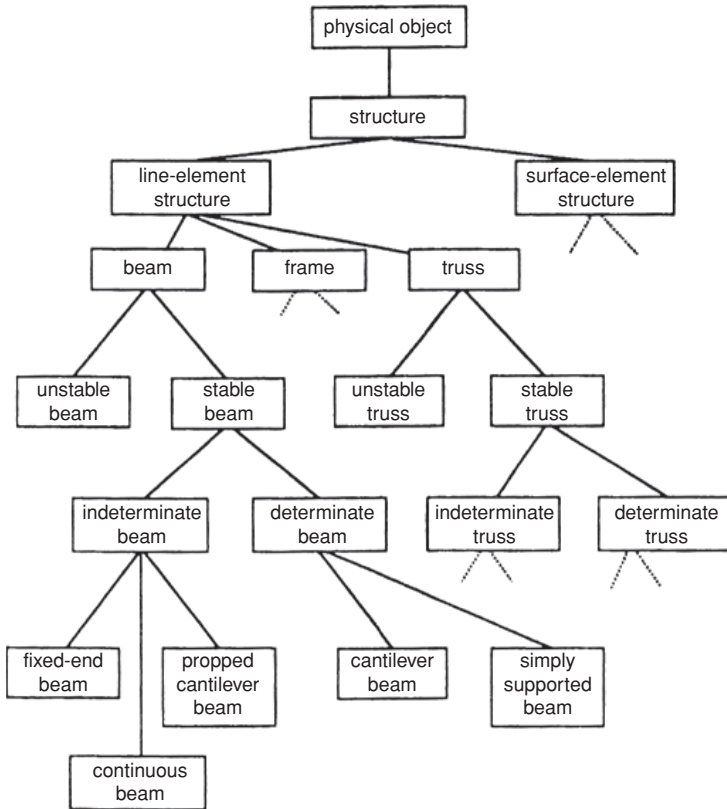 physical object
structure
line-element
structure
surface-element
structure
beam
frame
truss
unstable
beam
stable
beam
unstable
truss
stable
truss
indeterminate
beam
determinate
beam
indeterminate
truss
determinate
truss
fixed-end
beam
propped
cantilever
beam
cantilever
beam
simply
supported
beam
continuous
beam